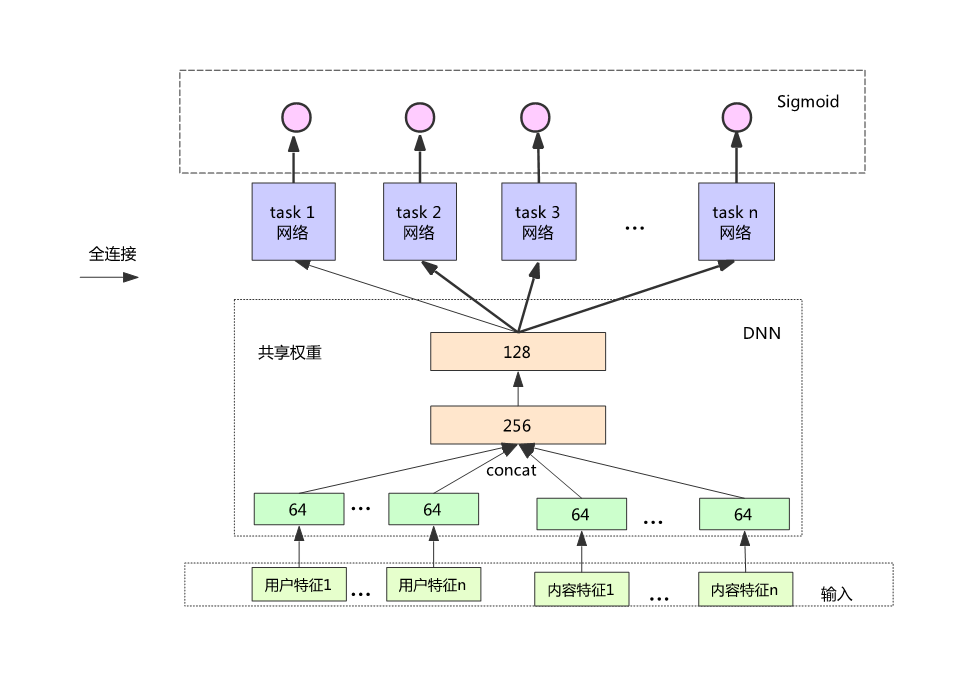 Sigmoid
task 1
网络
task 2
网络
task 3
网络
...
task n
网络
全连接
DNN
共享权重
128
256
concat
64
...
64
64
...
64
用户特征1
...
用户特征n
内容特征1
...
内容特征n
输入